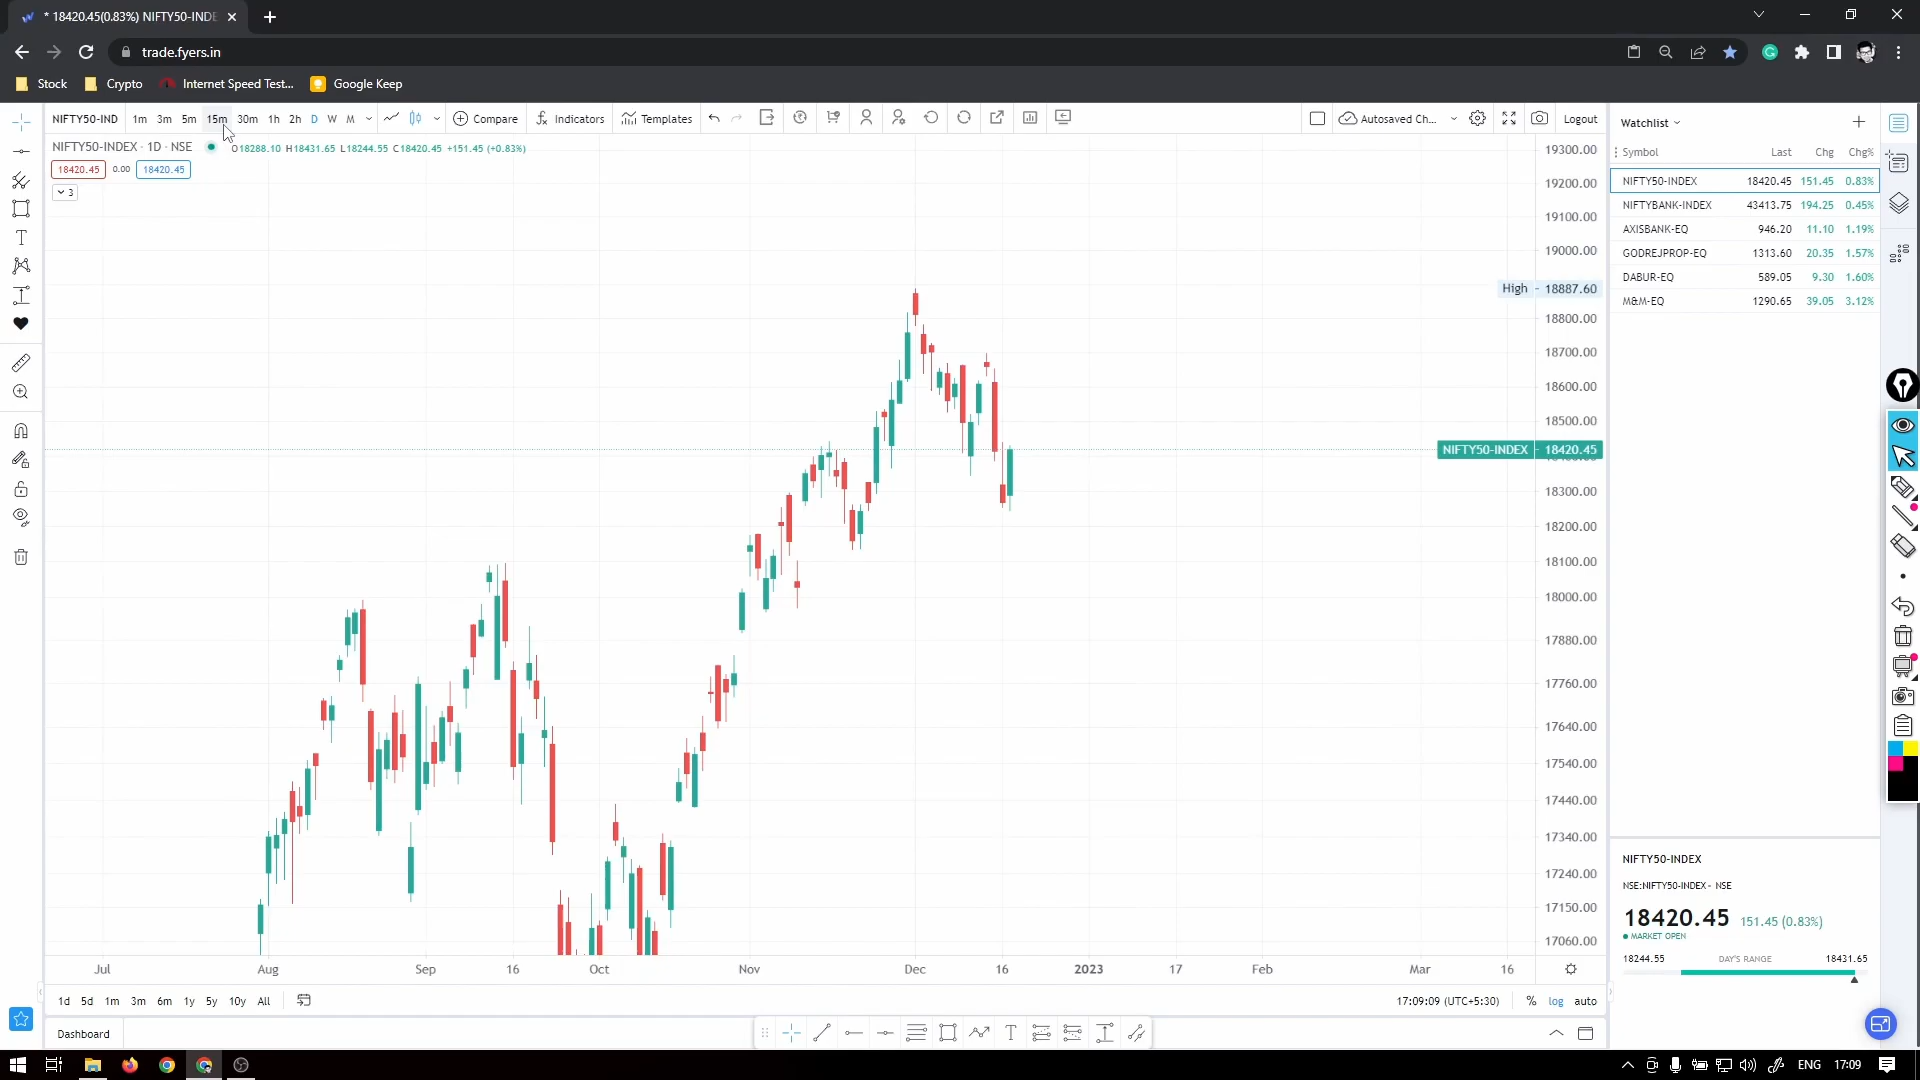 * 18420.45(0.83%) NIFTY50-INDE
trade.fyers.in
Stock Crypto Internet Speed Test... Google Keep
NIFTY50-IND 1m 3m 5m 15m 30m 1h 2h D W M Compare Indicators Templates Autosaved Ch... Logout
NIFTY50-INDEX · 1D · NSE O18288.10 H18431.65 L18244.55 C18420.45 +151.45 (+0.83%)
18420.45 0.00 18420.45
3
19300.00
19200.00
19100.00
19000.00
High - 18887.60
18800.00
18700.00
18600.00
18500.00
NIFTY50-INDEX - 18420.45
18300.00
18200.00
18100.00
18000.00
17880.00
17760.00
17640.00
17540.00
17440.00
17340.00
17240.00
17150.00
17060.00
Jul Aug Sep 16 Oct Nov Dec 16 2023 17 Feb Mar 16
1d 5d 1m 3m 6m 1y 5y 10y All 17:09:09 (UTC+5:30) % log auto
Dashboard
Watchlist
Symbol Last Chg Chg%
NIFTY50-INDEX 18420.45 151.45 0.83%
NIFTYBANK-INDEX 43413.75 194.25 0.45%
AXISBANK-EQ 946.20 11.10 1.19%
GODREJPROP-EQ 1313.60 20.35 1.57%
DABUR-EQ 589.05 9.30 1.60%
M&M-EQ 1290.65 39.05 3.12%
NIFTY50-INDEX
NSE:NIFTY50-INDEX - NSE
18420.45 151.45 (0.83%)
MARKET OPEN
18244.55 DAY'S RANGE 18431.65
ENG 17:09